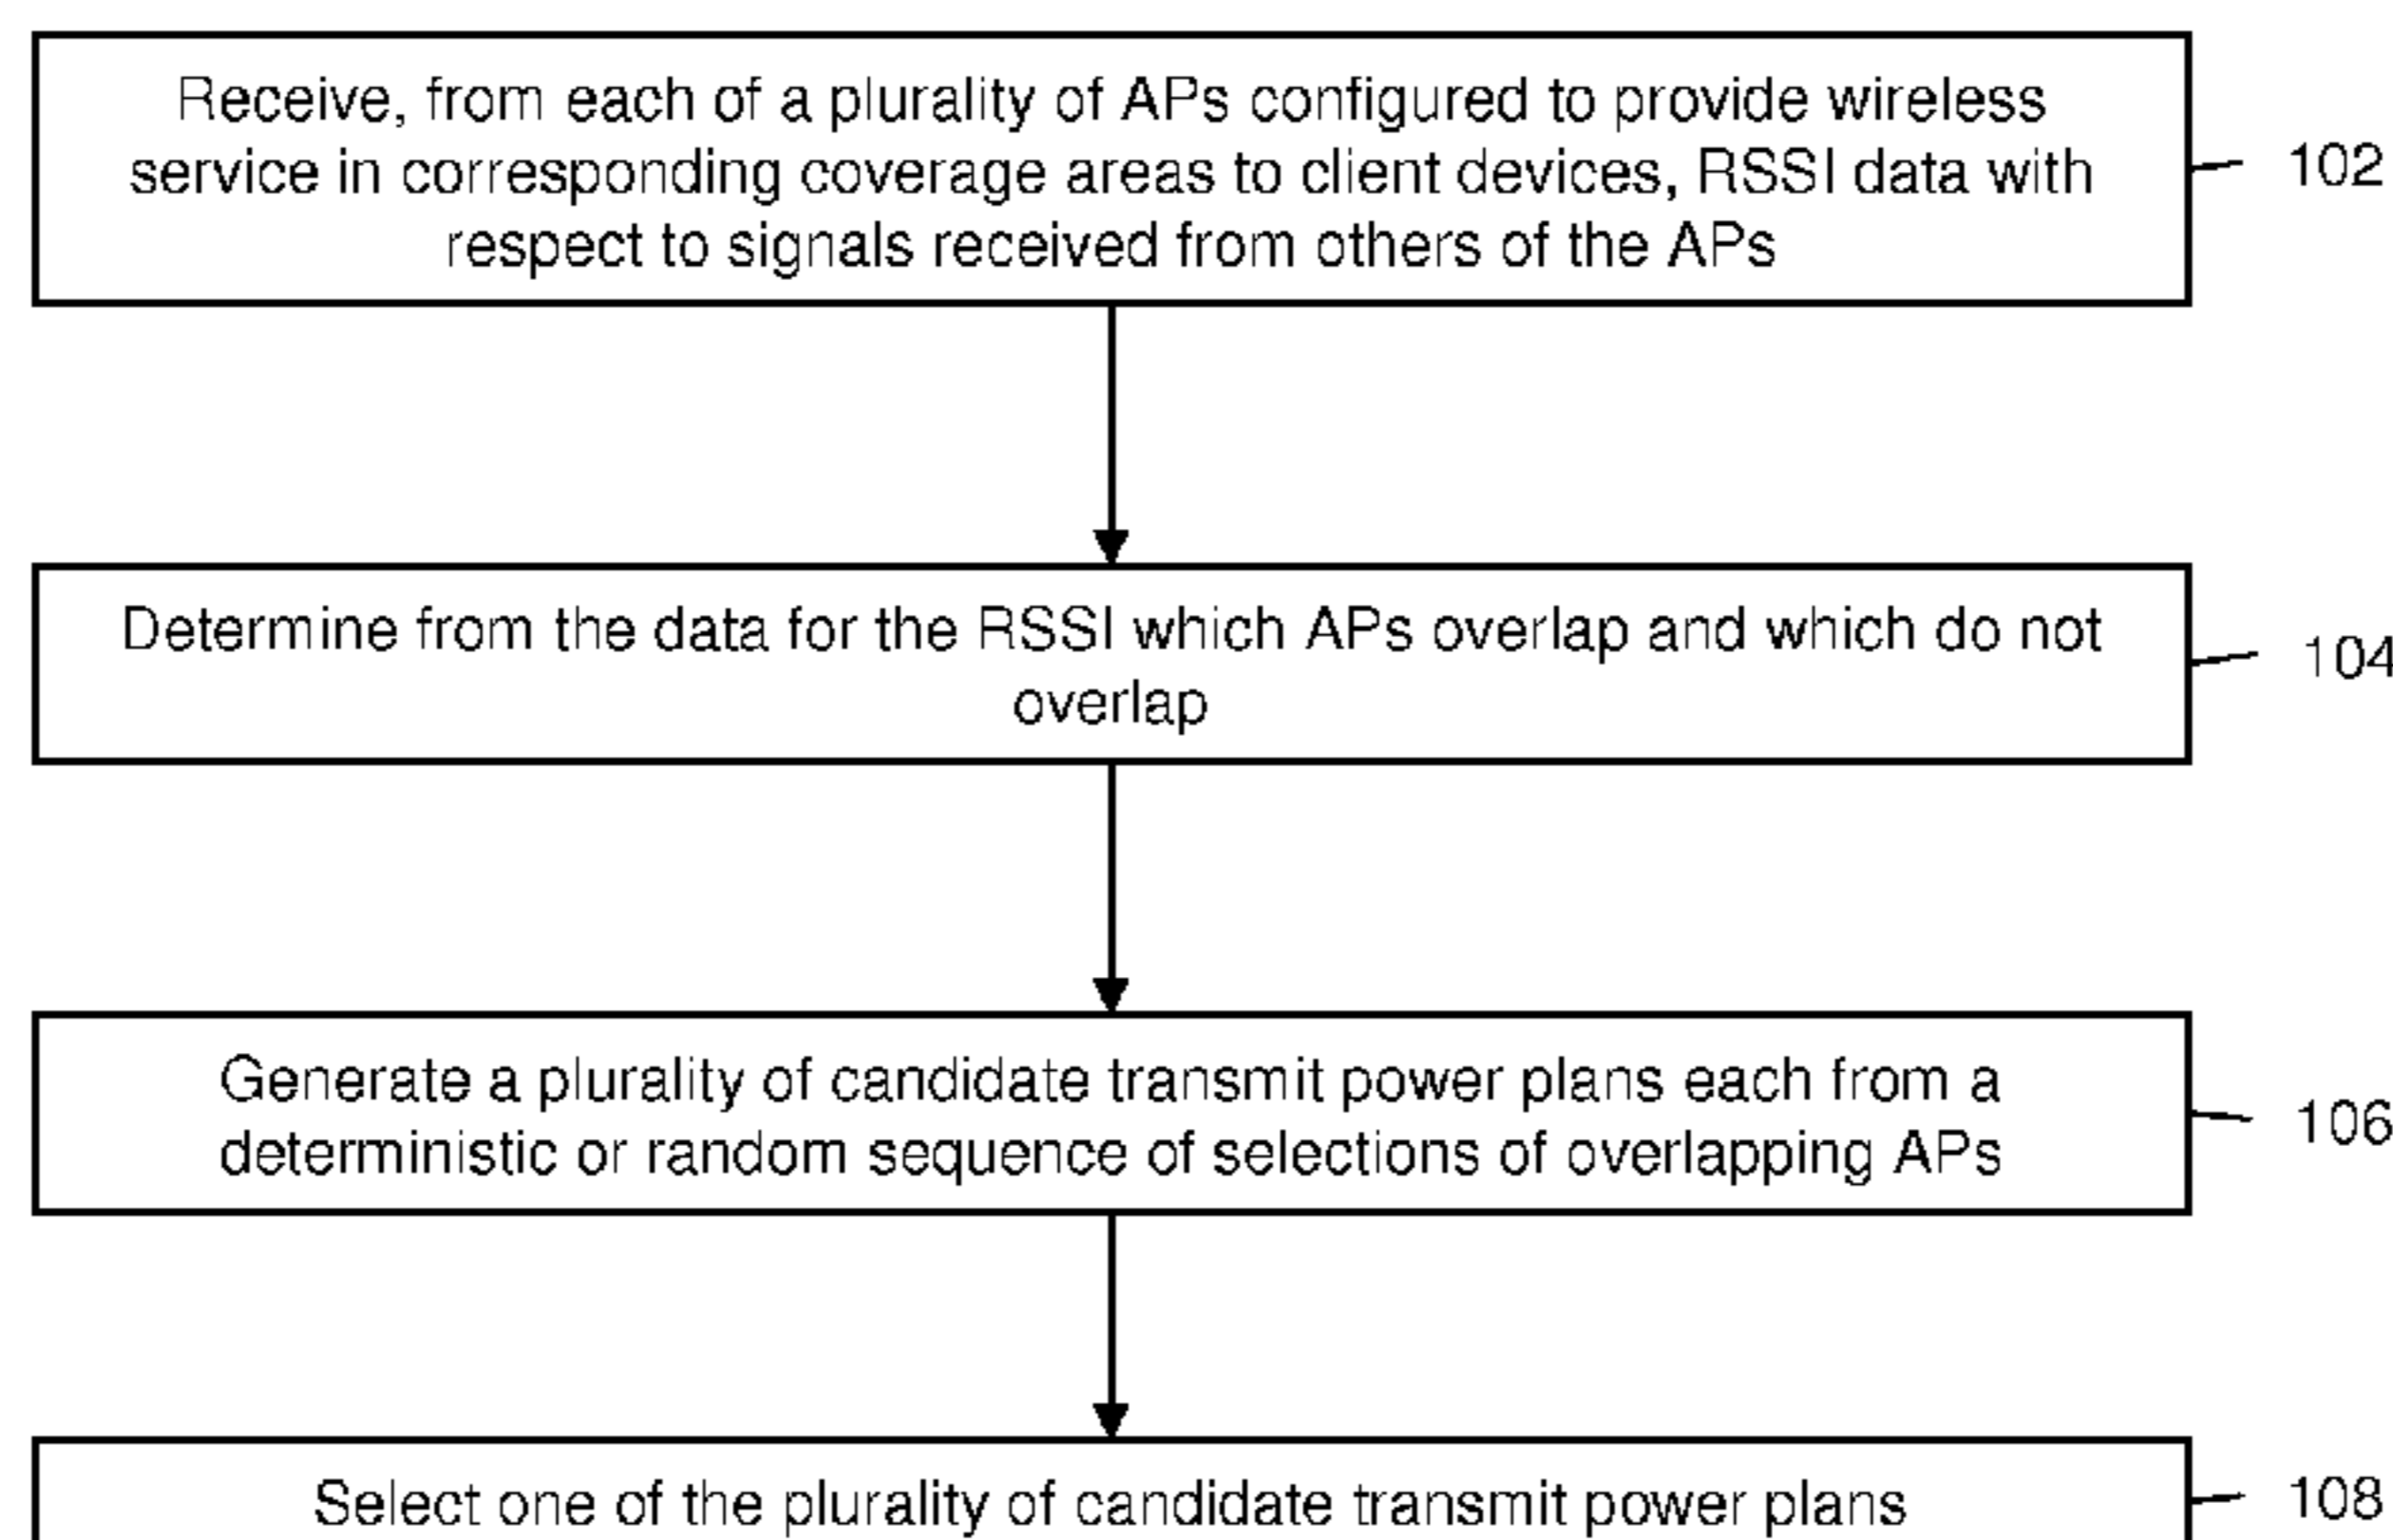 Receive, from each of a plurality of APs configured to provide wireless
service in corresponding coverage areas to client devices, RSSI data with
respect to signals received from others of the APs
102
Determine from the data for the RSSI which APs overlap and which do not
overlap
104
Generate a plurality of candidate transmit power plans each from a
deterministic or random sequence of selections of overlapping APs
106
Select one of the plurality of candidate transmit power plans
108